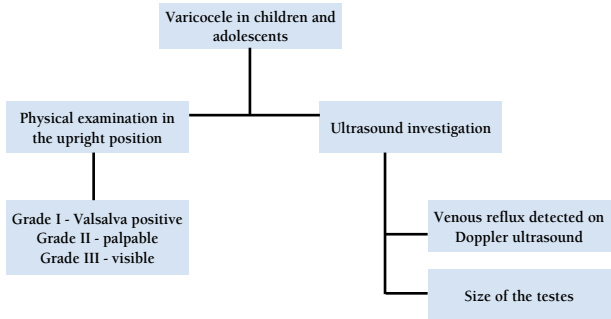 Varicocele in children and
adolescents
Physical examination in
the upright position
Ultrasound investigation
Grade I - Valsalva positive
Grade II - palpable
Grade III - visible
Venous reflux detected on
Doppler ultrasound
Size of the testes